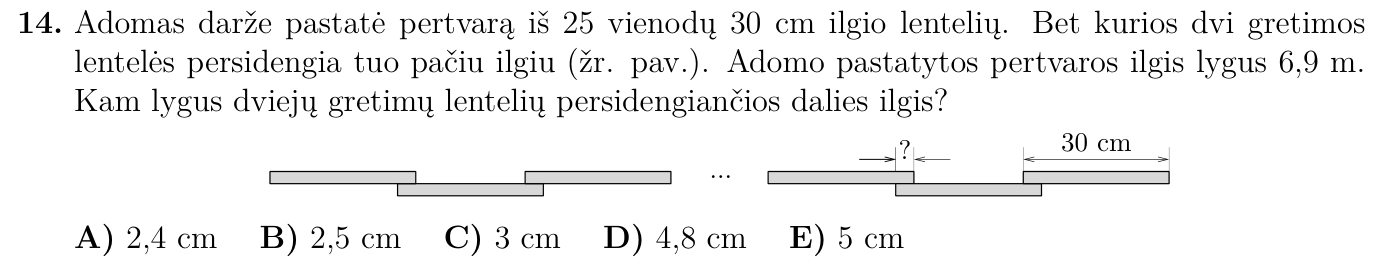 14. Adomas darže pastatė pertvarą iš 25 vienodų 30 cm ilgio lentelių. Bet kurios dvi gretimos
lentelės persidengia tuo pačiu ilgiu (žr. pav.). Adomo pastatytos pertvaros ilgis lygus 6,9 m.
Kam lygus dviejų gretimų lentelių persidengiančios dalies ilgis?
? 30 cm
...
A) 2,4 cm B) 2,5 cm C) 3 cm D) 4,8 cm E) 5 cm